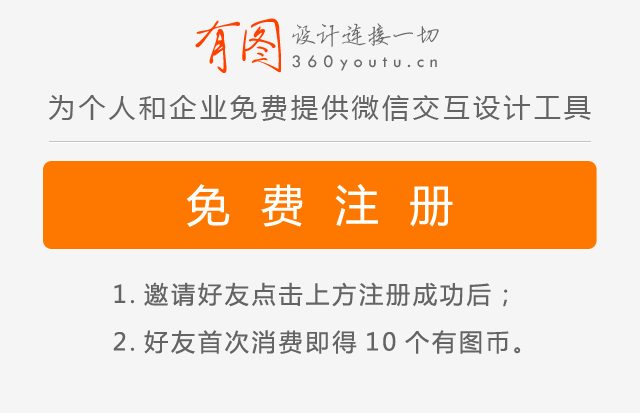 有图 设计连接一切
360youtu.cn
为个人和企业免费提供微信交互设计工具
免费注册
1. 邀请好友点击上方注册成功后；
2. 好友首次消费即得 10 个有图币。